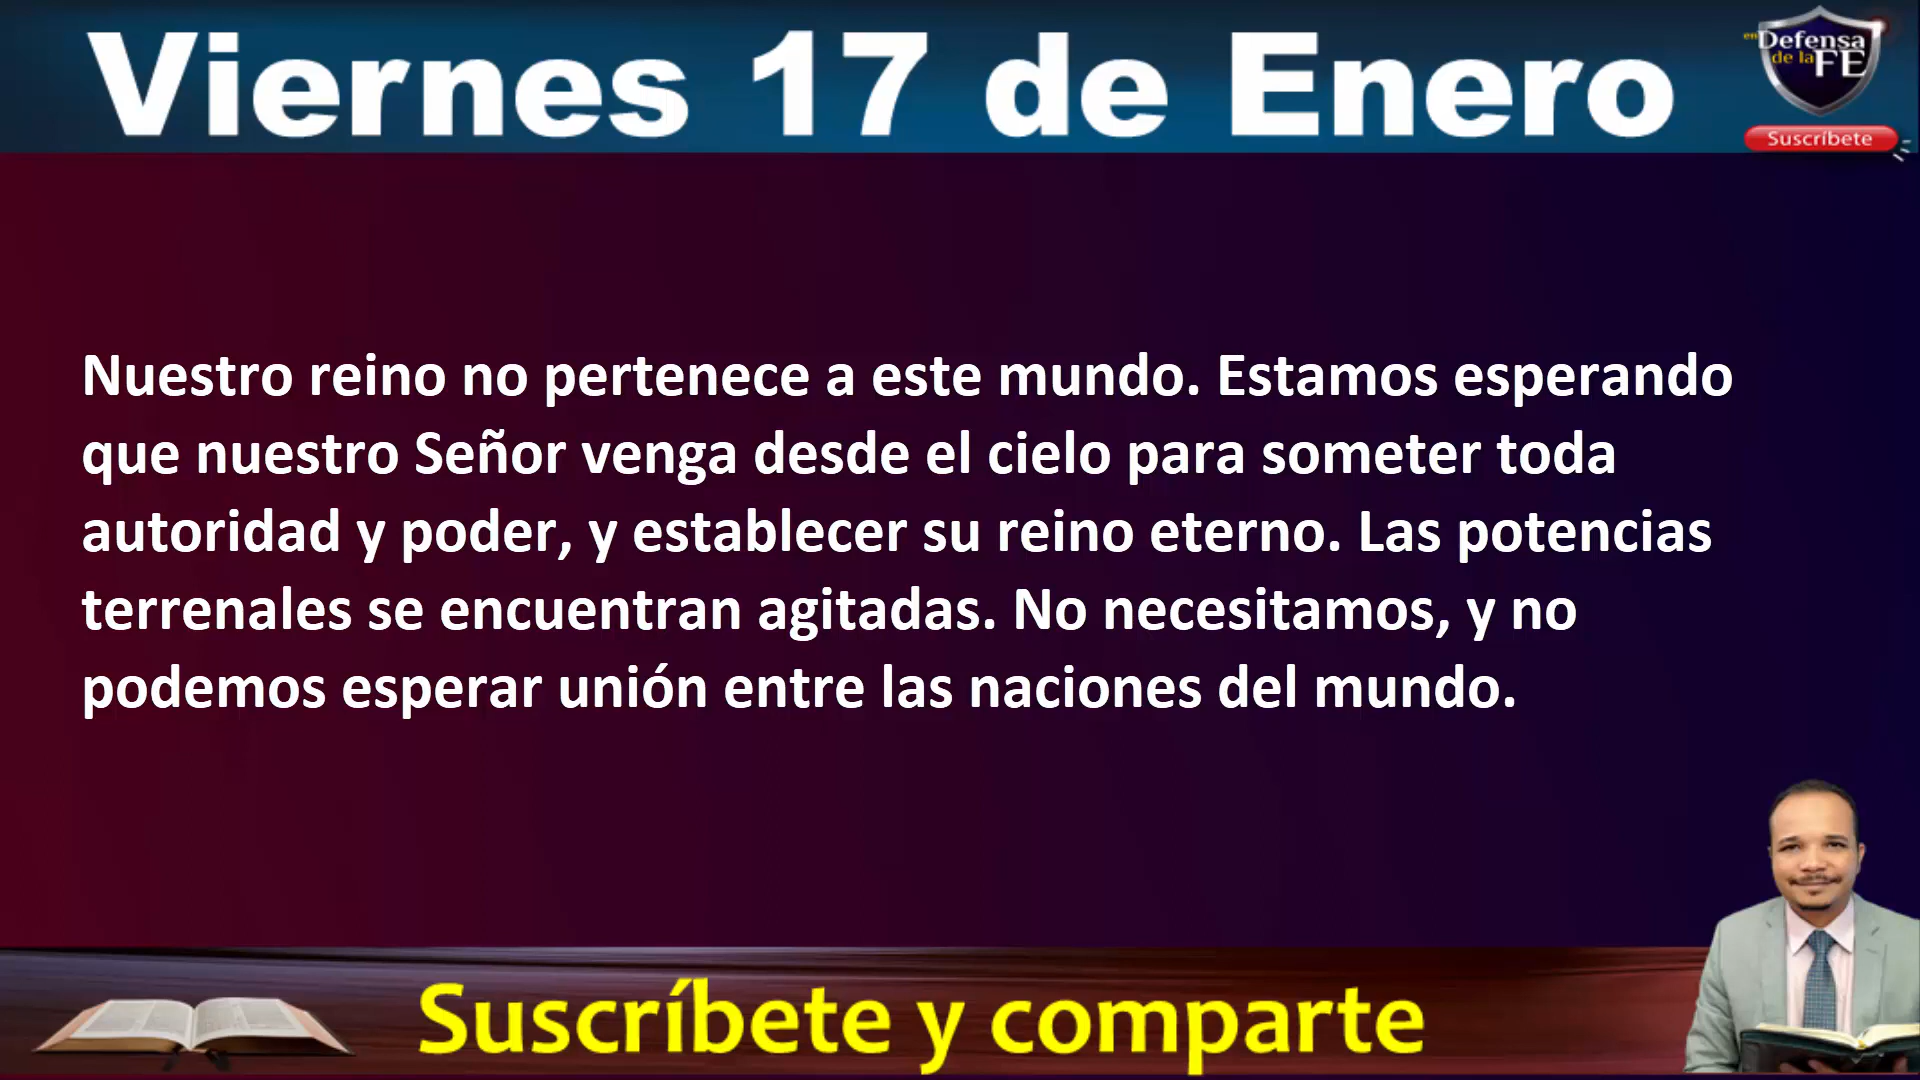 Viernes 17 de Enero
en Defensa
de la FE
Suscríbete
Nuestro reino no pertenece a este mundo. Estamos esperando
que nuestro Señor venga desde el cielo para someter toda
autoridad y poder, y establecer su reino eterno. Las potencias
terrenales se encuentran agitadas. No necesitamos, y no
podemos esperar unión entre las naciones del mundo.
Suscríbete y comparte